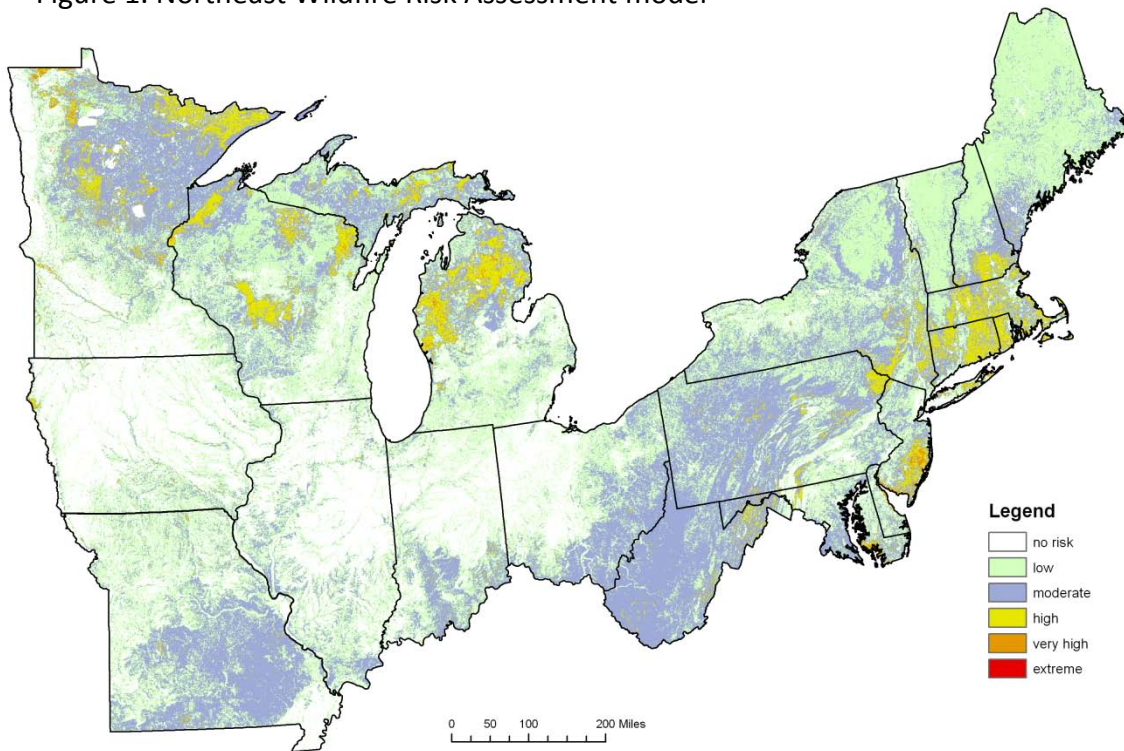 Figure 1. Northeast Wildfire Risk Assessment model
Legend
no risk
low
moderate
high
very high
extreme
0 50 100 200 Miles